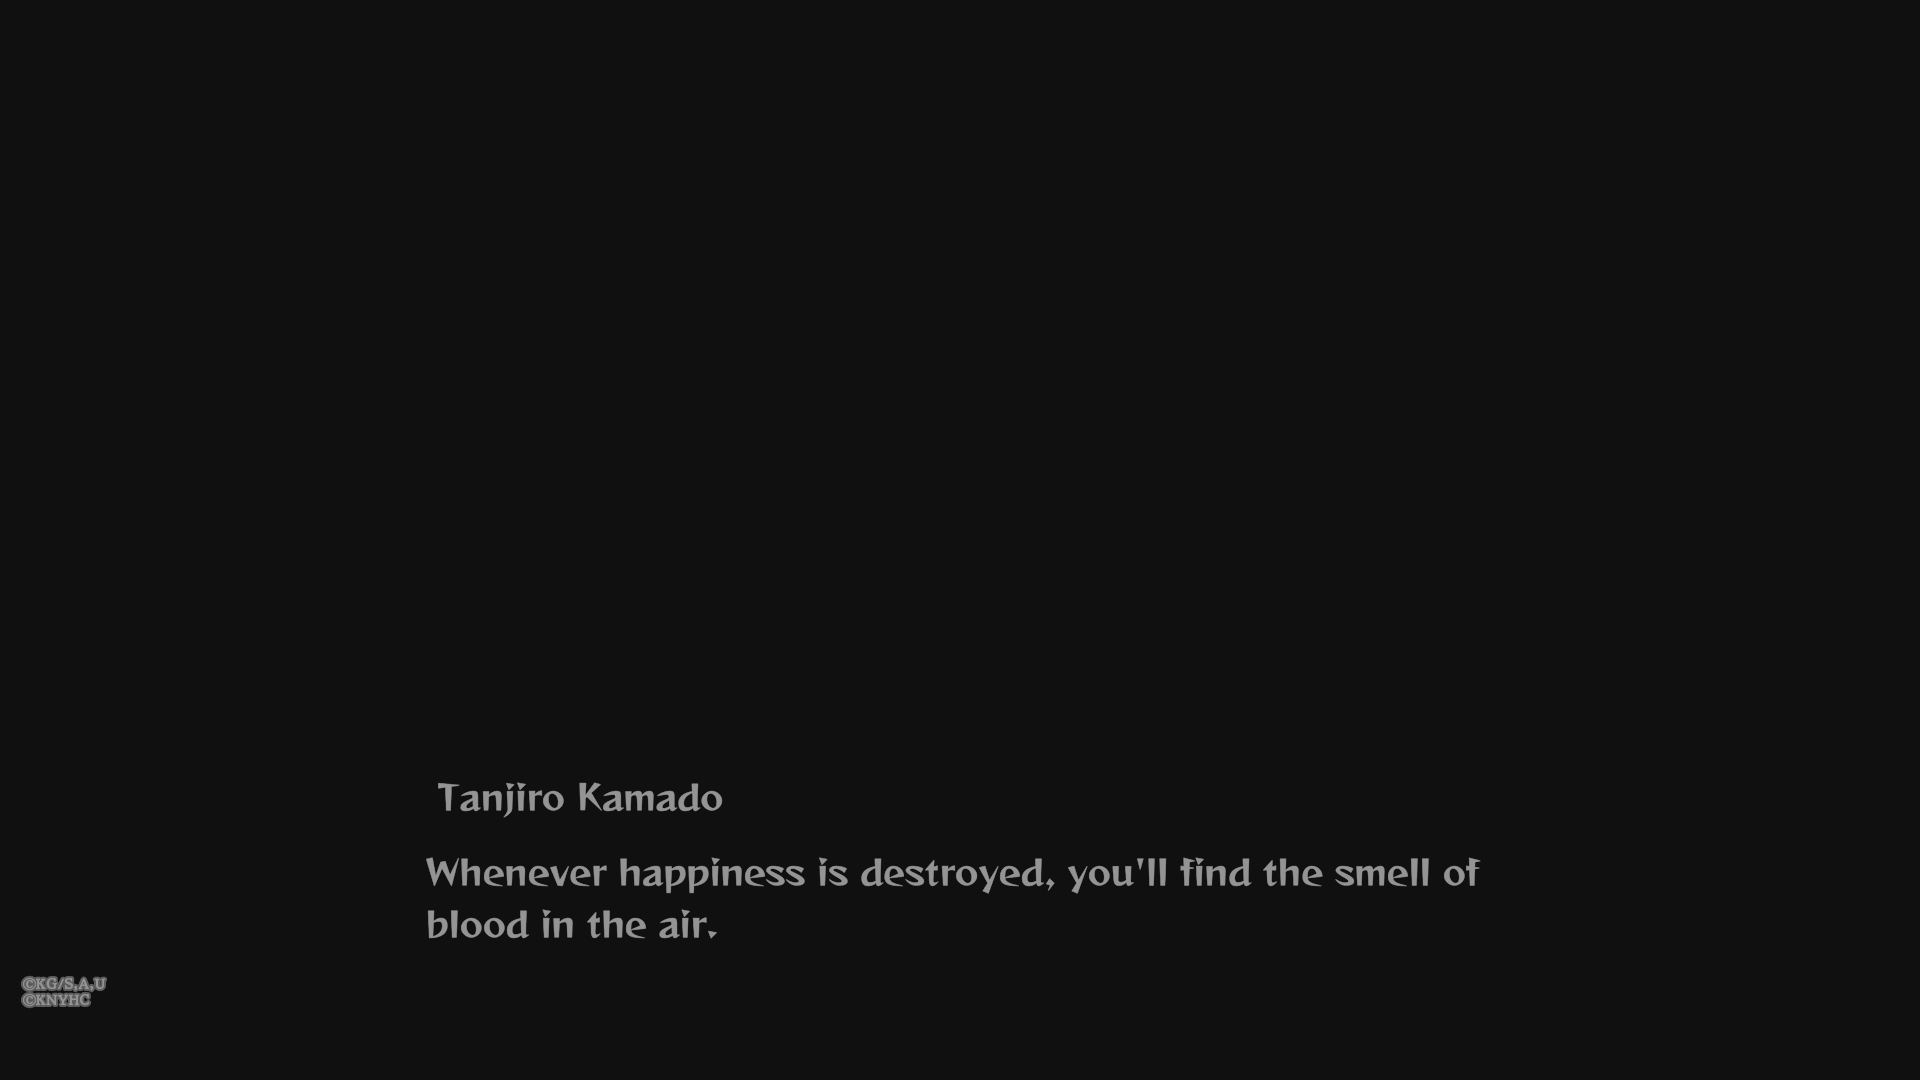 Tanjiro Kamado
Whenever happiness is destroyed, you'll find the smell of
blood in the air.
©KG/S,A,U
©KNYHC